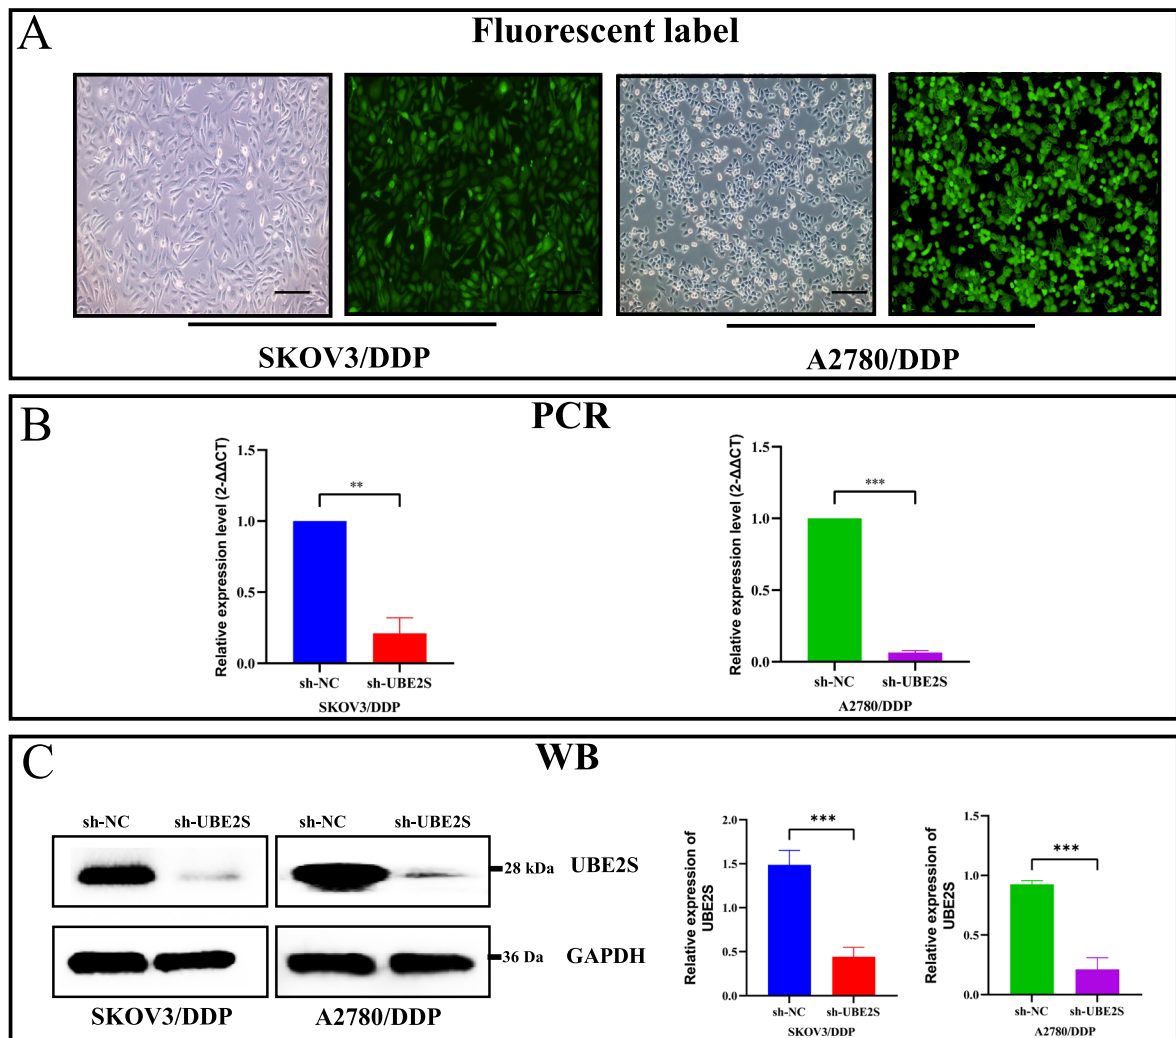 A
Fluorescent label
SKOV3/DDP
A2780/DDP
B
PCR
Relative expression level (2-ΔΔCT)
1.5
1.0
0.5
0.0
**
sh-NC
sh-UBE2S
SKOV3/DDP
Relative expression level (2-ΔΔCT)
1.5
1.0
0.5
0.0
***
sh-NC
sh-UBE2S
A2780/DDP
C
WB
sh-NC
sh-UBE2S
sh-NC
sh-UBE2S
28 kDa
UBE2S
36 Da
GAPDH
SKOV3/DDP
A2780/DDP
Relative expression of
UBE2S
2.0
1.5
1.0
0.5
0.0
***
sh-NC
sh-UBE2S
SKOV3/DDP
Relative expression of
UBE2S
1.5
1.0
0.5
0.0
***
sh-NC
sh-UBE2S
A2780/DDP